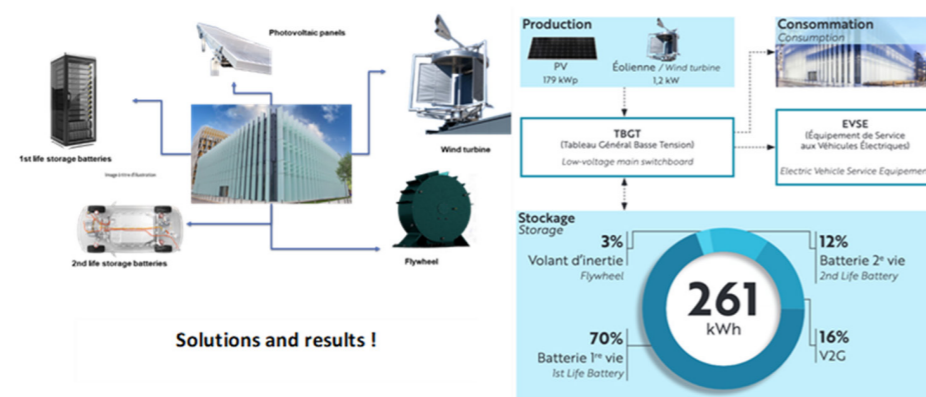 Photovoltaic panels
1st life storage batteries
Wind turbine
Image à titre d'illustration
2nd life storage batteries
Flywheel
Solutions and results !
Production
PV
179 kWp
Éolienne / Wind turbine
1,2 kW
Consommation
Consumption
TBGT
(Tableau Général Basse Tension)
Low-voltage main switchboard
EVSE
(Équipement de Service
aux Véhicules Électriques)
Electric Vehicle Service Equipemen
Stockage
Storage
3%
Volant d'inertie
Flywheel
12%
Batterie 2e vie
2nd Life Battery
261
kWh
70%
Batterie 1re vie
1st Life Battery
16%
V2G